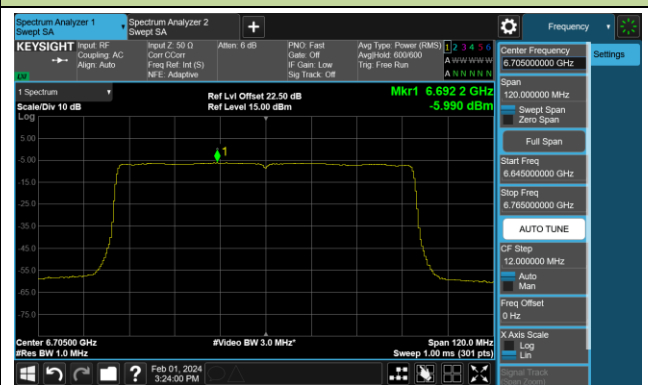 Spectrum Analyzer 1
Swept SA
Spectrum Analyzer 2
Swept SA
+
Frequency
KEYSIGHT
Input: RF
Coupling: AC
Align: Auto
Input Z: 50 Ω
Corr CCorr
Freq Ref: Int (S)
NFE: Adaptive
Atten: 6 dB
PNO: Fast
Gate: Off
IF Gain: Low
Sig Track: Off
Avg Type: Power (RMS)
Avg|Hold: 600/600
Trig: Free Run
1 2 3 4 5 6
A W W W W W
A N N N N N
LXI
1 Spectrum
Scale/Div 10 dB
Log
Ref Lvl Offset 22.50 dB
Ref Level 15.00 dBm
Mkr1 6.692 2 GHz
-5.990 dBm
5.00
-5.00
-15.0
-25.0
-35.0
-45.0
-55.0
-65.0
-75.0
1
Center 6.70500 GHz
#Res BW 1.0 MHz
#Video BW 3.0 MHz*
Span 120.0 MHz
Sweep 1.00 ms (301 pts)
?
Feb 01, 2024
3:24:00 PM
Center Frequency
6.705000000 GHz
Settings
Span
120.000000 MHz
Swept Span
Zero Span
Full Span
Start Freq
6.645000000 GHz
Stop Freq
6.765000000 GHz
AUTO TUNE
CF Step
12.000000 MHz
Auto
Man
Freq Offset
0 Hz
X Axis Scale
Log
Lin
Signal Track
(Span Zoom)